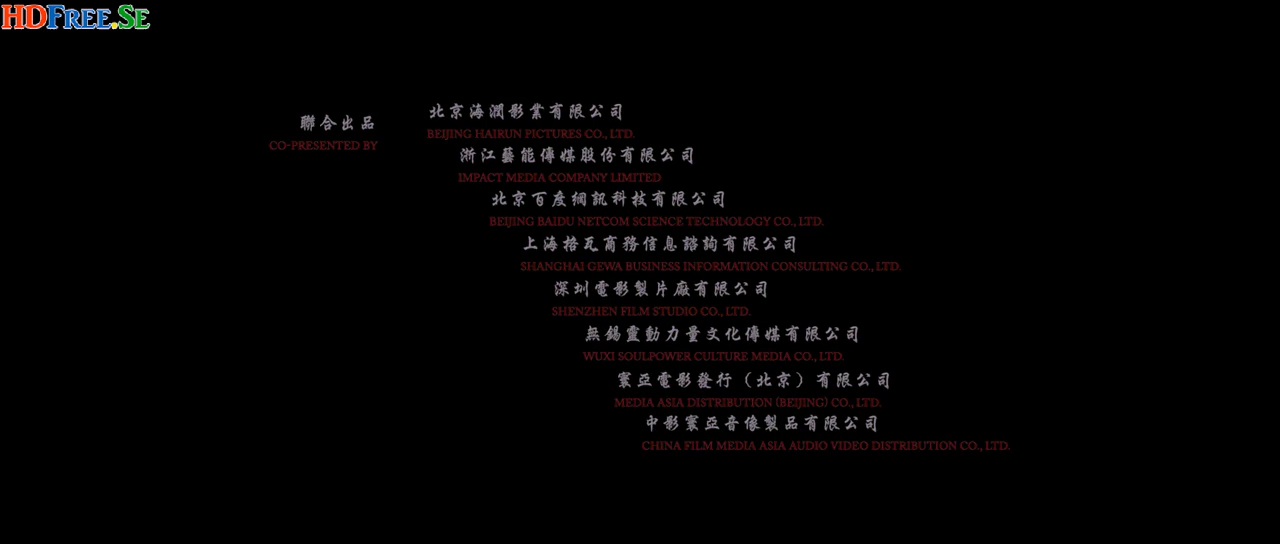 HDFREE.SE
聯合出品
CO-PRESENTED BY
北京海潤影業有限公司
BEIJING HAIRUN PICTURES CO., LTD.
浙江藝能傳媒股份有限公司
IMPACT MEDIA COMPANY LIMITED
北京百度網訊科技有限公司
BEIJING BAIDU NETCOM SCIENCE TECHNOLOGY CO., LTD.
上海格瓦商務信息諮詢有限公司
SHANGHAI GEWA BUSINESS INFORMATION CONSULTING CO., LTD.
深圳電影製片廠有限公司
SHENZHEN FILM STUDIO CO., LTD.
無錫靈動力量文化傳媒有限公司
WUXI SOULPOWER CULTURE MEDIA CO., LTD.
寰亞電影發行（北京）有限公司
MEDIA ASIA DISTRIBUTION (BEIJING) CO., LTD.
中影寰亞音像製品有限公司
CHINA FILM MEDIA ASIA AUDIO VIDEO DISTRIBUTION CO., LTD.